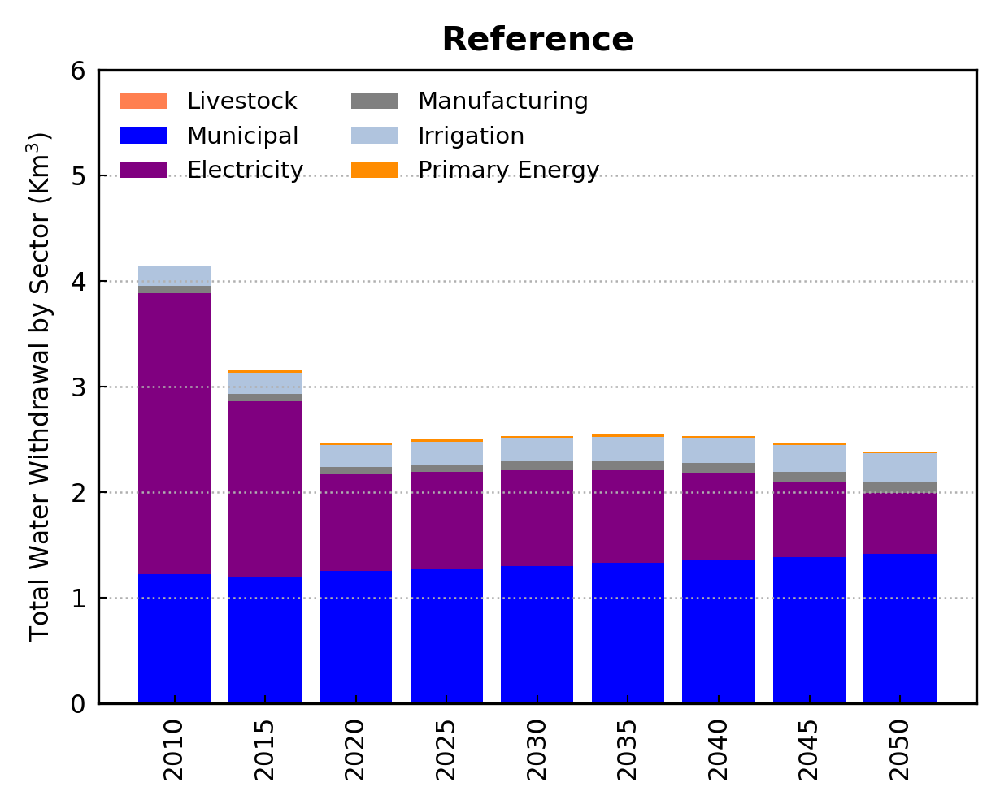 Reference
Total Water Withdrawal by Sector (Km³)
6
5
4
3
2
1
0
Livestock
Municipal
Electricity
Manufacturing
Irrigation
Primary Energy
2010
2015
2020
2025
2030
2035
2040
2045
2050